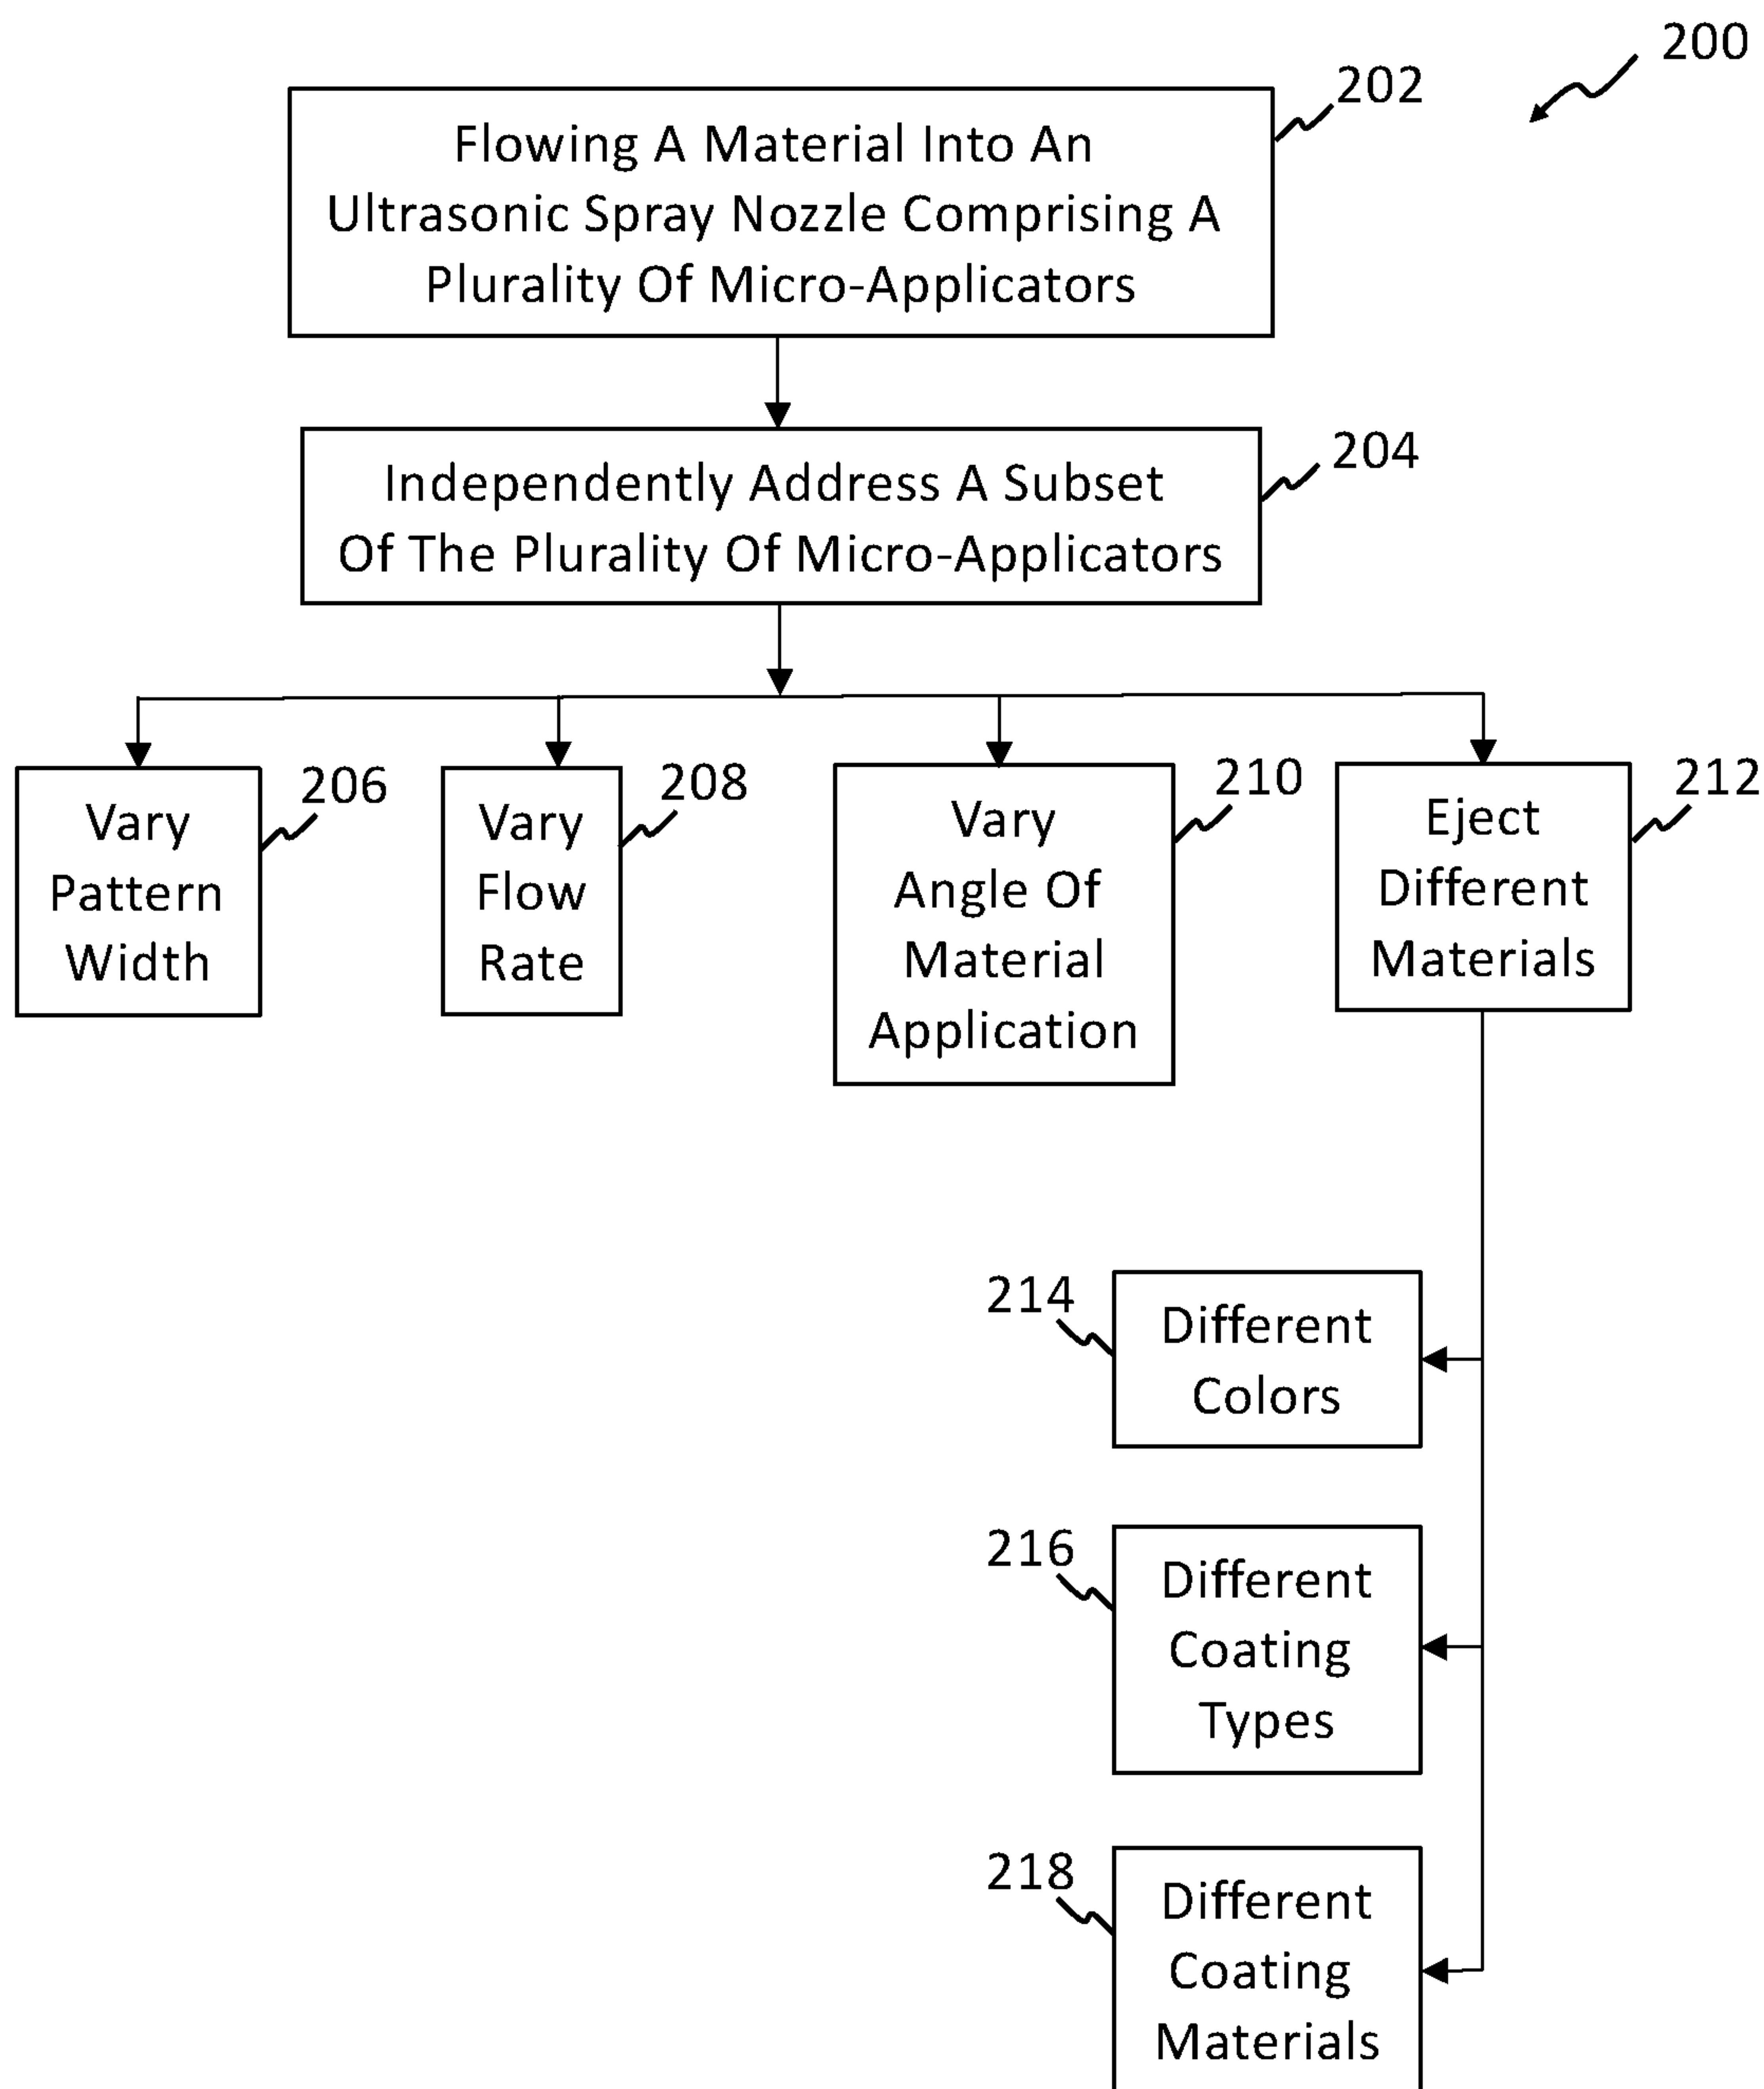 200
202
Flowing A Material Into An
Ultrasonic Spray Nozzle Comprising A
Plurality Of Micro-Applicators
204
Independently Address A Subset
Of The Plurality Of Micro-Applicators
206
Vary
Pattern
Width
208
Vary
Flow
Rate
210
Vary
Angle Of
Material
Application
212
Eject
Different
Materials
214
Different
Colors
216
Different
Coating
Types
218
Different
Coating
Materials